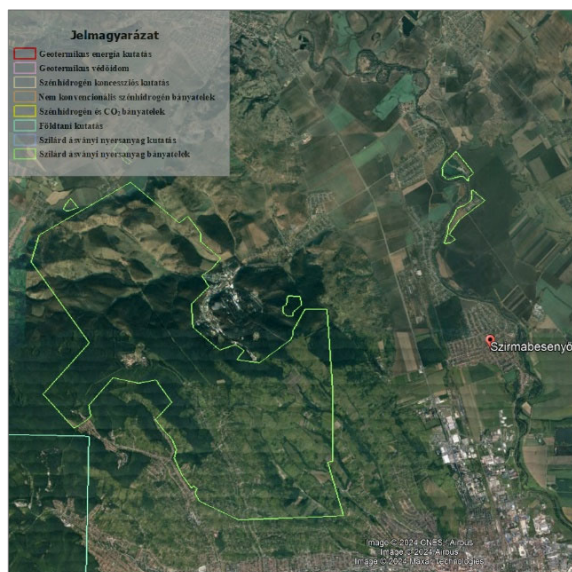 Jelmagyarázat
Geotermikus energia kutatás
Geotermikus védőidom
Szénhidrogén koncessziós kutatás
Nem konvencionális szénhidrogén bányatelek
Szénhidrogén és CO₂ bányatelek
Földtani kutatás
Szilárd ásványi nyersanyag kutatás
Szilárd ásványi nyersanyag bányatelek
Szirmabesenyő
Image © 2024 CNES / Airbus
Image © 2024 Airbus
Image © 2024 Maxar Technologies